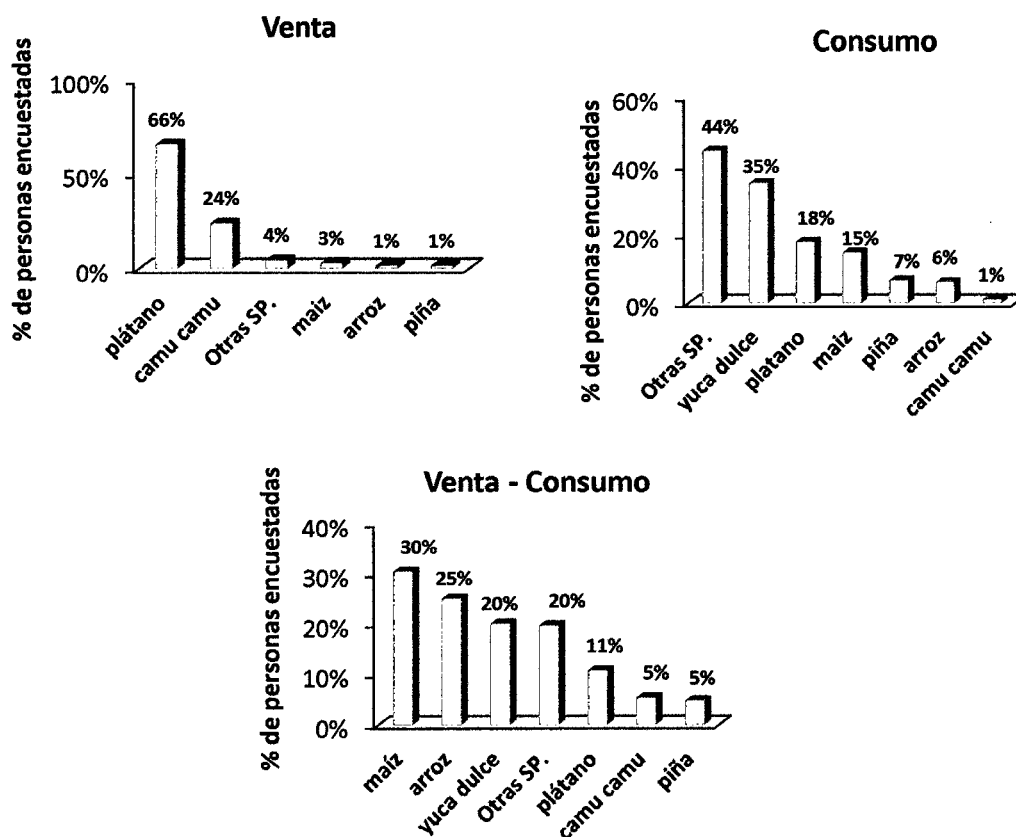 Venta
% de personas encuestadas
100%
50%
0%
66%
24%
4%
3%
1%
1%
plátano
camu camu
Otras SP.
maiz
arroz
piña
Consumo
% de personas encuestadas
60%
40%
20%
0%
44%
35%
18%
15%
7%
6%
1%
Otras SP.
yuca dulce
platano
maiz
piña
arroz
camu camu
Venta - Consumo
% de personas encuestadas
40%
30%
20%
10%
0%
30%
25%
20%
20%
11%
5%
5%
maíz
arroz
yuca dulce
Otras SP.
plátano
camu camu
piña